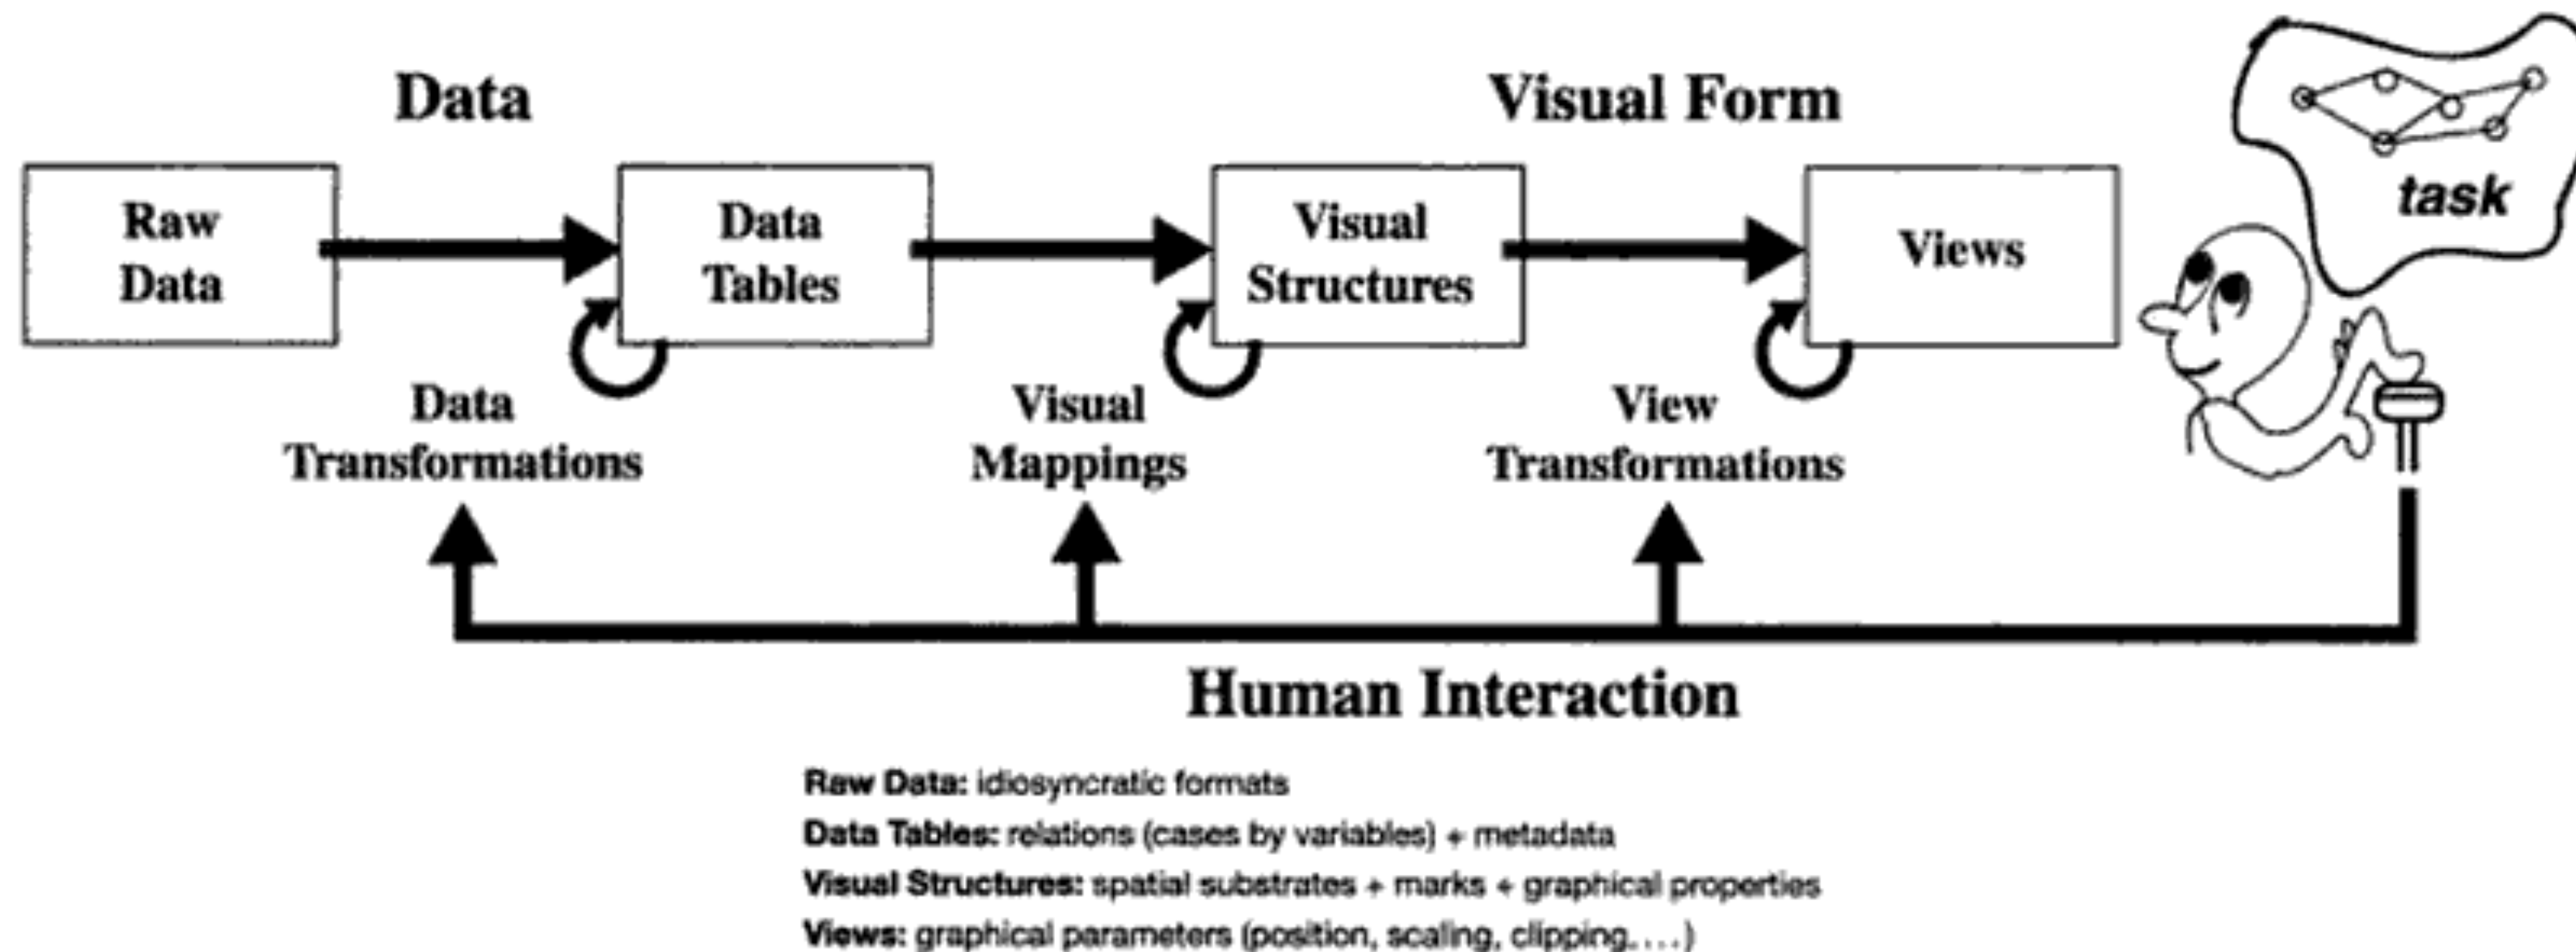 Data
Visual Form
Raw
Data
Data
Tables
Visual
Structures
Views
task
Data
Transformations
Visual
Mappings
View
Transformations
Human Interaction
Raw Data: idiosyncratic formats
Data Tables: relations (cases by variables) + metadata
Visual Structures: spatial substrates + marks + graphical properties
Views: graphical parameters (position, scaling, clipping, ...)